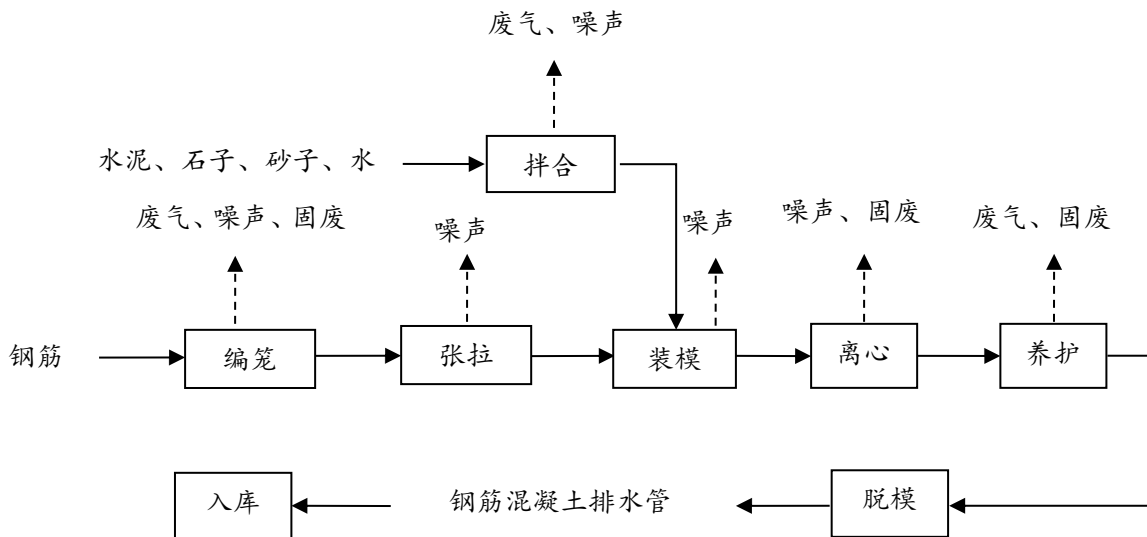 废气、噪声
水泥、石子、砂子、水
拌合
废气、噪声、固废
噪声
噪声
噪声、固废
废气、固废
钢筋
编笼
张拉
装模
离心
养护
入库
钢筋混凝土排水管
脱模